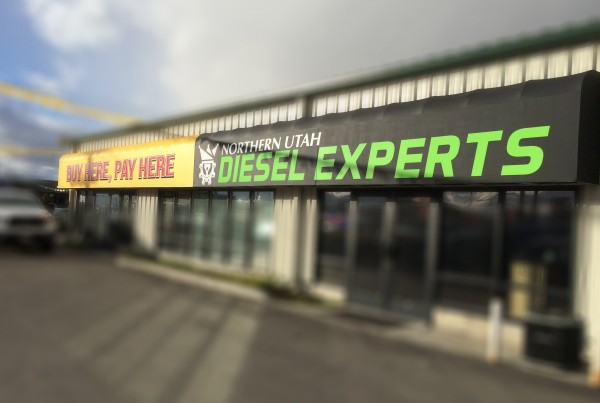 BUY HERE, PAY HERE
NORTHERN UTAH
DIESEL EXPERTS